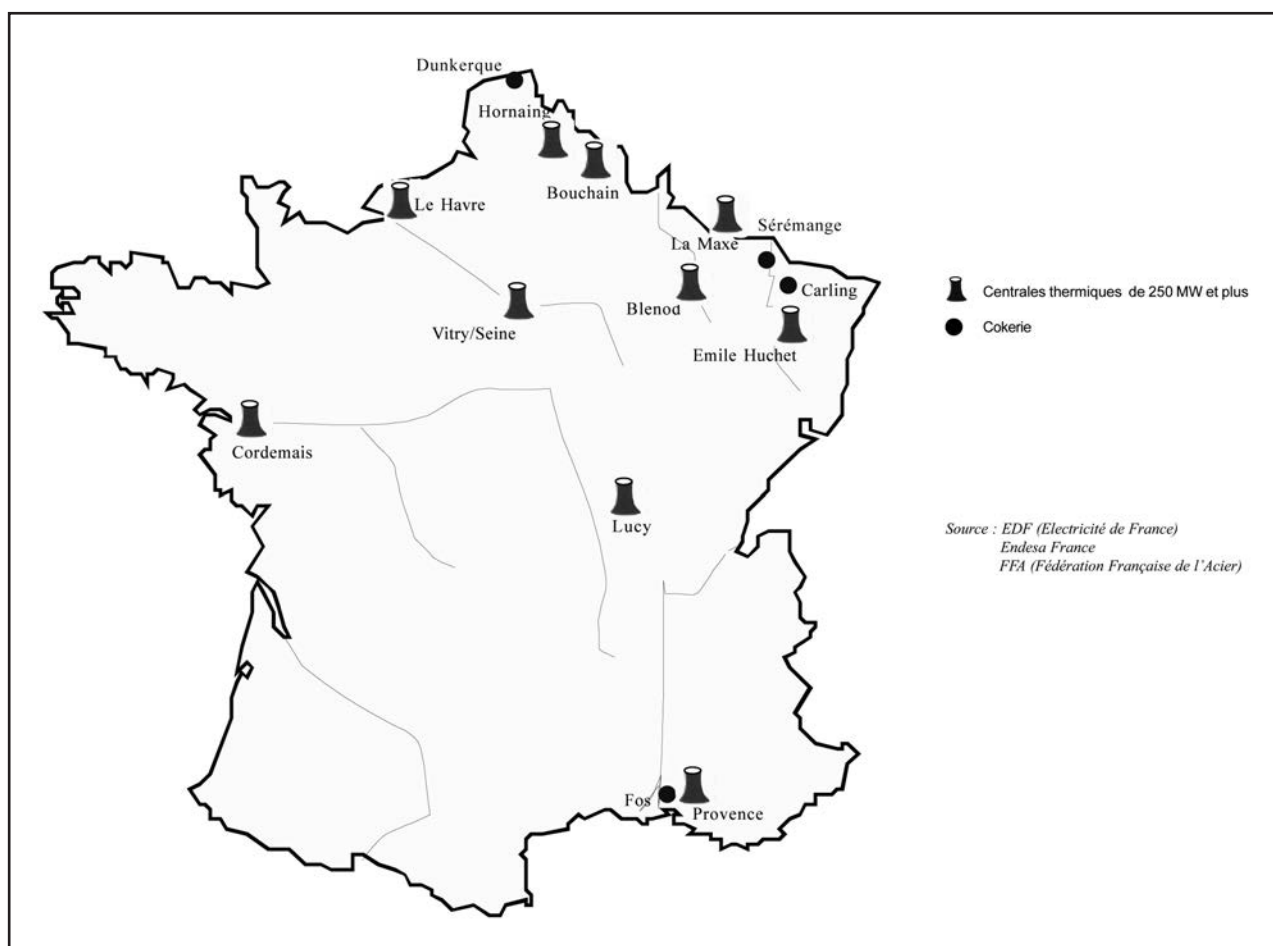 Dunkerque
Hornaing
Bouchain
Le Havre
Sérémange
La Maxe
Carling
Blenod
Vitry/Seine
Emile Huchet
Cordemais
Lucy
Fos
Provence
Centrales thermiques de 250 MW et plus
Cokerie
Source : EDF (Electricité de France)
Endesa France
FFA (Fédération Française de l'Acier)